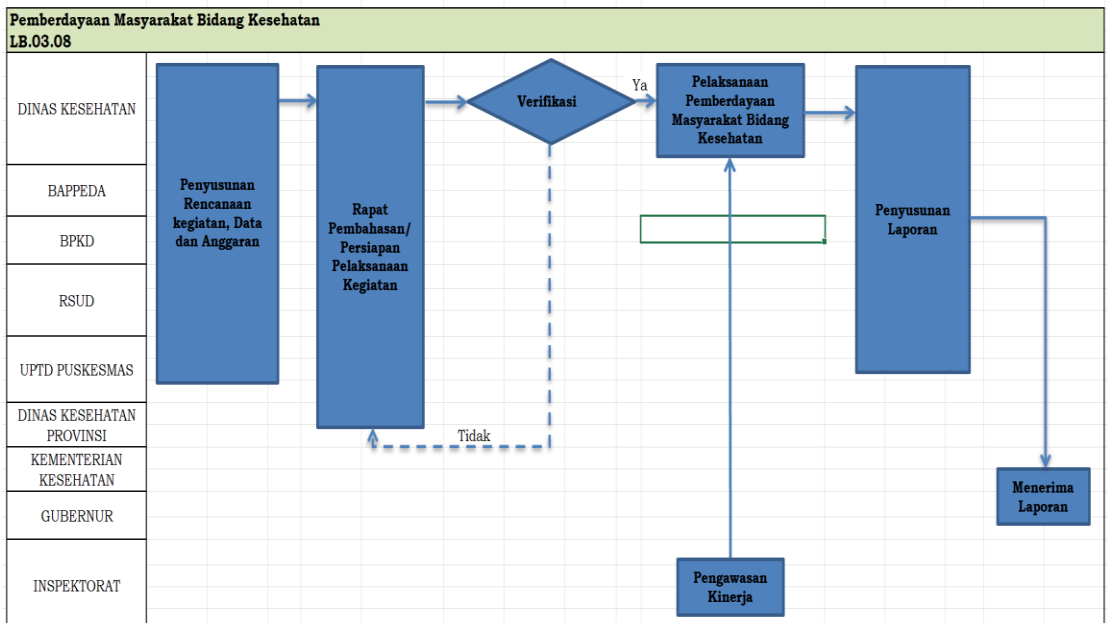 Pemberdayaan Masyarakat Bidang Kesehatan
LB.03.08
DINAS KESEHATAN
BAPPEDA
BPKD
RSUD
UPTD PUSKESMAS
DINAS KESEHATAN
PROVINSI
KEMENTERIAN
KESEHATAN
GUBERNUR
INSPEKTORAT
Penyusunan
Rencanaan
kegiatan, Data
dan Anggaran
Rapat
Pembahasan/
Persiapan
Pelaksanaan
Kegiatan
Verifikasi
Ya
Tidak
Pelaksanaan
Pemberdayaan
Masyarakat Bidang
Kesehatan
Pengawasan
Kinerja
Penyusunan
Laporan
Menerima
Laporan